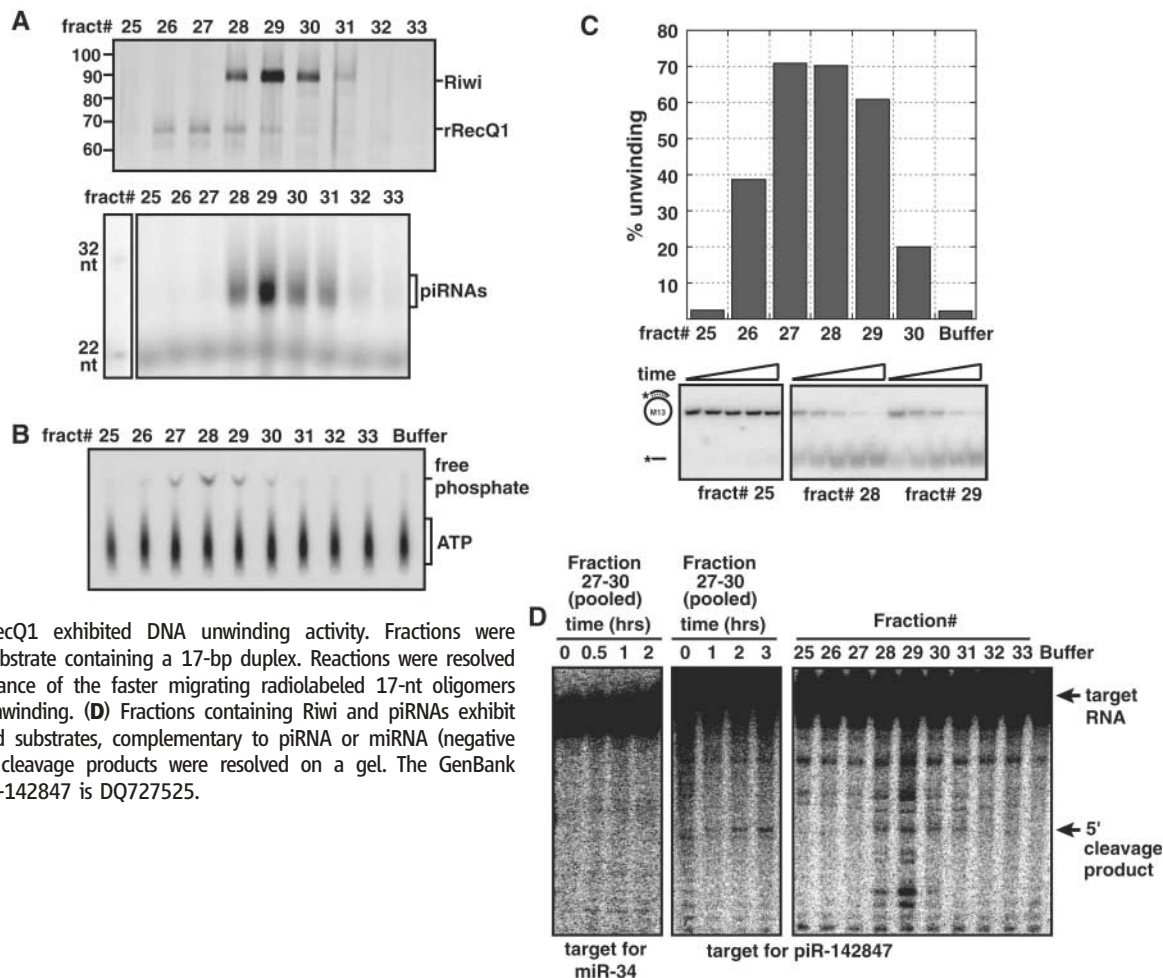 A
fract# 25 26 27 28 29 30 31 32 33
100
90
80
70
60
Riwi
rRecQ1
fract# 25 26 27 28 29 30 31 32 33
32
nt
22
nt
piRNAs
B
fract# 25 26 27 28 29 30 31 32 33 Buffer
free
phosphate
ATP
C
80
70
60
50
40
30
20
10
% unwinding
fract# 25 26 27 28 29 30 Buffer
time
*
M13
*
fract# 25 fract# 28 fract# 29
ecQ1 exhibited DNA unwinding activity. Fractions were
bstrate containing a 17-bp duplex. Reactions were resolved
ance of the faster migrating radiolabeled 17-nt oligomers
nwinding. (D) Fractions containing Riwi and piRNAs exhibit
d substrates, complementary to piRNA or miRNA (negative
cleavage products were resolved on a gel. The GenBank
-142847 is DQ727525.
D
Fraction
27-30
(pooled)
time (hrs)
0 0.5 1 2
Fraction
27-30
(pooled)
time (hrs)
0 1 2 3
Fraction#
25 26 27 28 29 30 31 32 33 Buffer
target
RNA
5'
cleavage
product
target for
miR-34
target for piR-142847